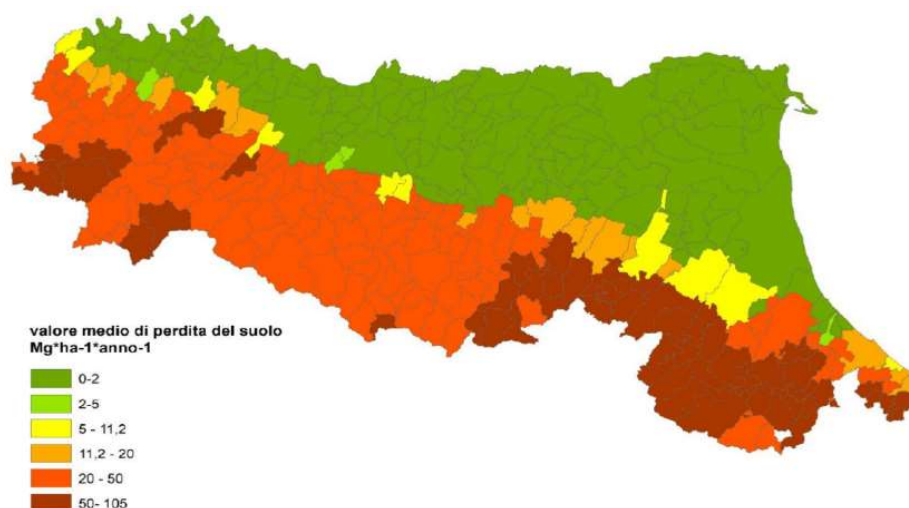 valore medio di perdita del suolo
Mg*ha-1*anno-1
0-2
2-5
5 - 11,2
11,2 - 20
20 - 50
50- 105